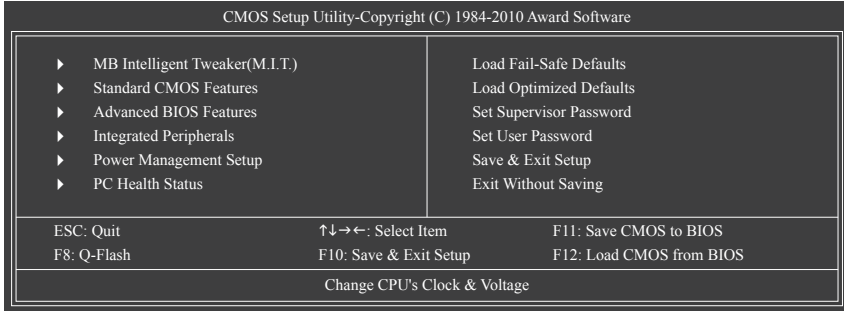 CMOS Setup Utility-Copyright (C) 1984-2010 Award Software
MB Intelligent Tweaker(M.I.T.)
Standard CMOS Features
Advanced BIOS Features
Integrated Peripherals
Power Management Setup
PC Health Status
Load Fail-Safe Defaults
Load Optimized Defaults
Set Supervisor Password
Set User Password
Save & Exit Setup
Exit Without Saving
ESC: Quit
↑↓→←: Select Item
F11: Save CMOS to BIOS
F8: Q-Flash
F10: Save & Exit Setup
F12: Load CMOS from BIOS
Change CPU's Clock & Voltage